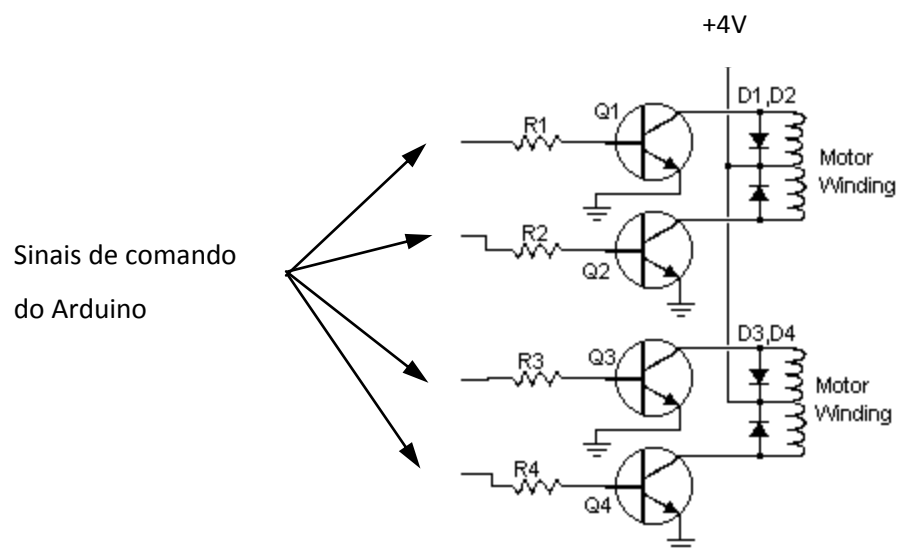 +4V
D1,D2
Q1
R1
Motor
Winding
R2
Q2
Sinais de comando
do Arduino
D3,D4
Q3
R3
Motor
Winding
R4
Q4